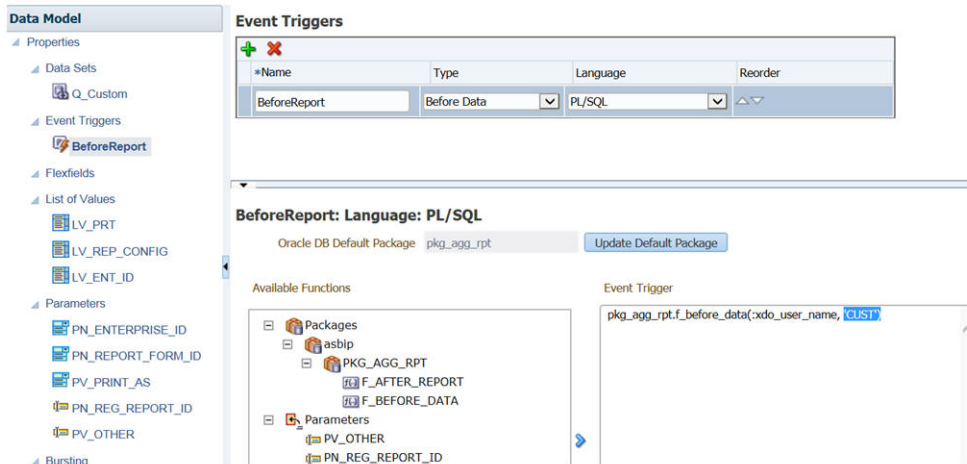 Data Model
Properties
Data Sets
Q_Custom
Event Triggers
BeforeReport
Flexfields
List of Values
LV_PRT
LV_REP_CONFIG
LV_ENT_ID
Parameters
PN_ENTERPRISE_ID
PN_REPORT_FORM_ID
PV_PRINT_AS
PN_REG_REPORT_ID
PV_OTHER
Bursting
Event Triggers
*Name Type Language Reorder
BeforeReport Before Data PL/SQL
BeforeReport: Language: PL/SQL
Oracle DB Default Package pkg_agg_rpt Update Default Package
Available Functions
Packages
asbip
PKG_AGG_RPT
F_AFTER_REPORT
F_BEFORE_DATA
Parameters
PV_OTHER
PN_REG_REPORT_ID
Event Trigger
pkg_agg_rpt.f_before_data(:xdo_user_name, 'CUST')